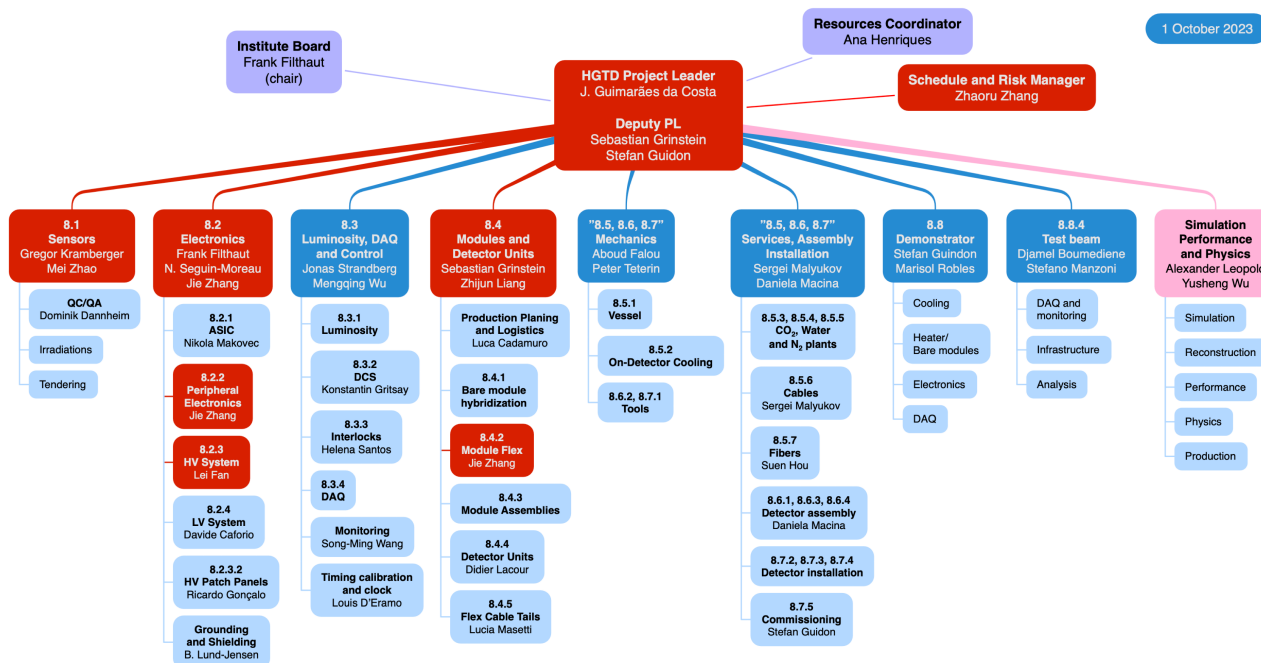 1 October 2023
Institute Board
Frank Filthaut
(chair)
Resources Coordinator
Ana Henriques
HGTD Project Leader
J. Guimarães da Costa
Deputy PL
Sebastian Grinstein
Stefan Guidon
Schedule and Risk Manager
Zhaoru Zhang
8.1
Sensors
Gregor Kramberger
Mei Zhao
QC/QA
Dominik Dannheim
Irradiations
Tendering
8.2
Electronics
Frank Filthaut
N. Seguin-Moreau
Jie Zhang
8.2.1
ASIC
Nikola Makovec
8.2.2
Peripheral
Electronics
Jie Zhang
8.2.3
HV System
Lei Fan
8.2.4
LV System
Davide Caforio
8.2.3.2
HV Patch Panels
Ricardo Gonçalo
Grounding
and Shielding
B. Lund-Jensen
8.3
Luminosity, DAQ
and Control
Jonas Strandberg
Mengqing Wu
8.3.1
Luminosity
8.3.2
DCS
Konstantin Gritsay
8.3.3
Interlocks
Helena Santos
8.3.4
DAQ
Monitoring
Song-Ming Wang
Timing calibration
and clock
Louis D'Eramo
8.4
Modules and
Detector Units
Sebastian Grinstein
Zhijun Liang
Production Planing
and Logistics
Luca Cadamuro
8.4.1
Bare module
hybridization
8.4.2
Module Flex
Jie Zhang
8.4.3
Module Assemblies
8.4.4
Detector Units
Didier Lacour
8.4.5
Flex Cable Tails
Lucia Masetti
"8.5, 8.6, 8.7"
Mechanics
Aboud Falou
Peter Teterin
8.5.1
Vessel
8.5.2
On-Detector Cooling
8.6.2, 8.7.1
Tools
"8.5, 8.6, 8.7"
Services, Assembly
Installation
Sergei Malyukov
Daniela Macina
8.5.3, 8.5.4, 8.5.5
CO₂, Water
and N₂ plants
8.5.6
Cables
Sergei Malyukov
8.5.7
Fibers
Suen Hou
8.6.1, 8.6.3, 8.6.4
Detector assembly
Daniela Macina
8.7.2, 8.7.3, 8.7.4
Detector installation
8.7.5
Commissioning
Stefan Guidon
8.8
Demonstrator
Stefan Guindon
Marisol Robles
Cooling
Heater/
Bare modules
Electronics
DAQ
8.8.4
Test beam
Djamel Boumediene
Stefano Manzoni
DAQ and
monitoring
Infrastructure
Analysis
Simulation
Performance
and Physics
Alexander Leopold
Yusheng Wu
Simulation
Reconstruction
Performance
Physics
Production